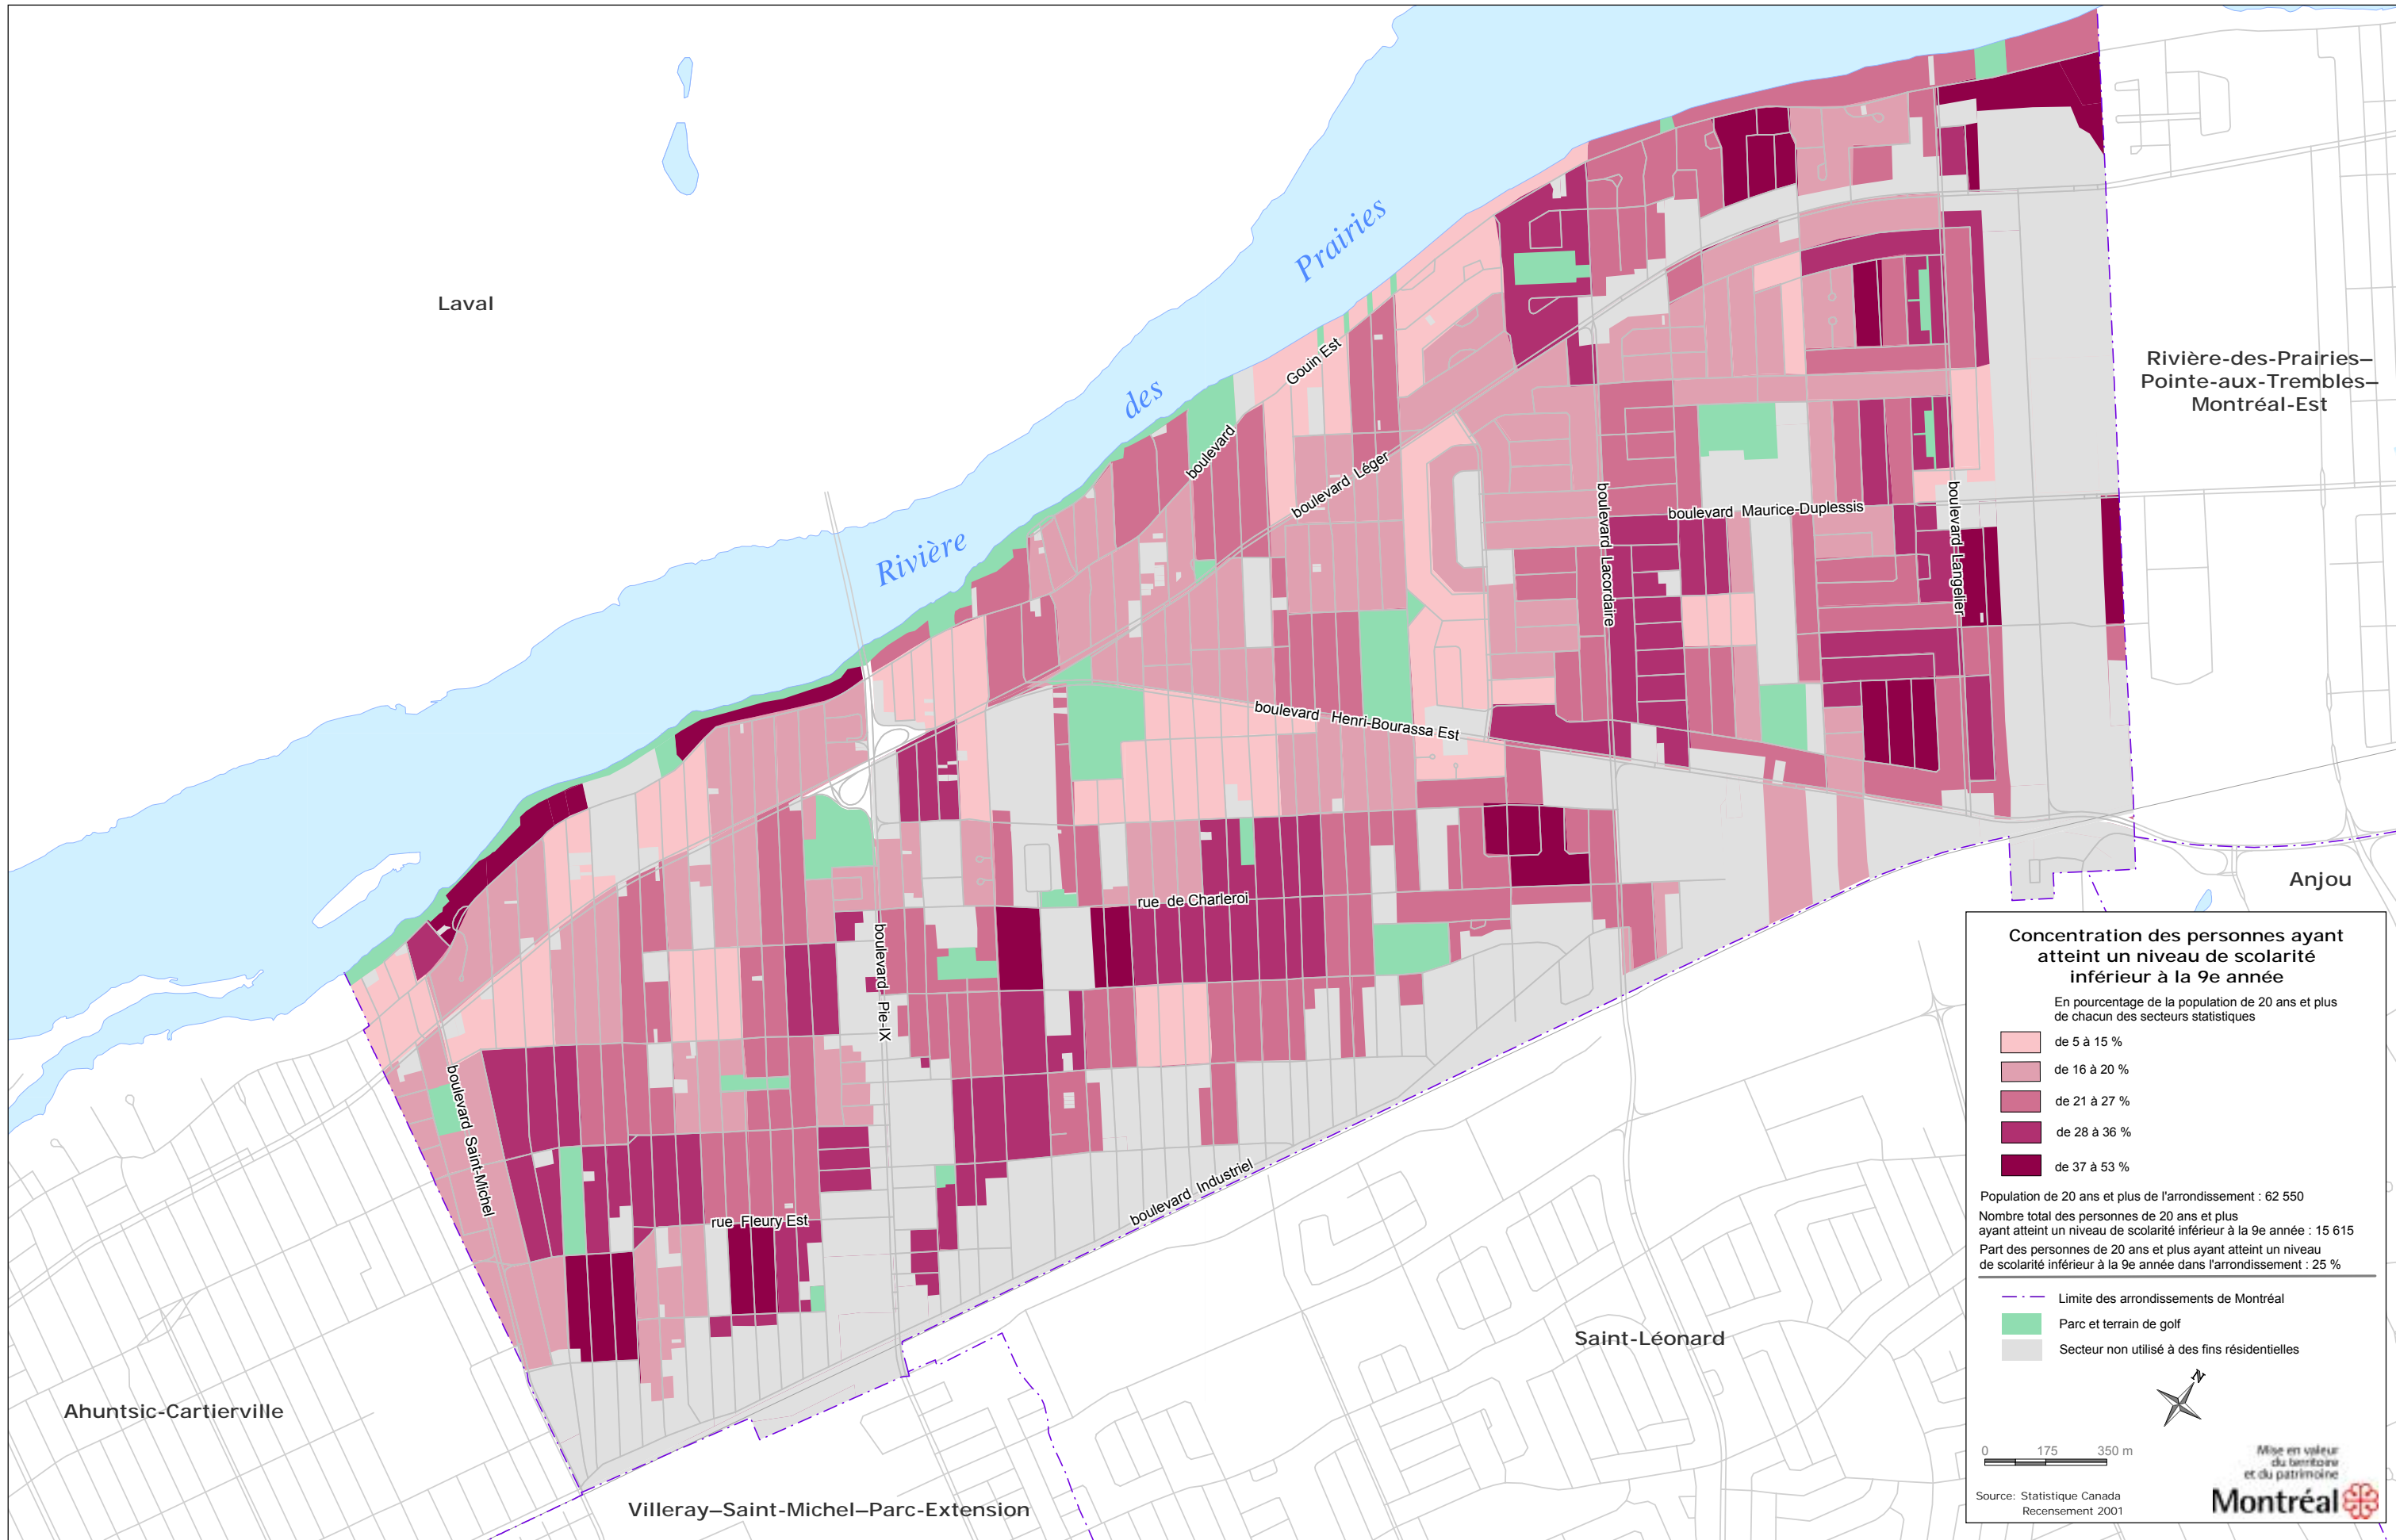 Laval
Rivière
des
Prairies
Rivière-des-Prairies–
Pointe-aux-Trembles–
Montréal-Est
Anjou
Saint-Léonard
Villeray–Saint-Michel–Parc-Extension
Ahuntsic-Cartierville
boulevard
Gouin Est
boulevard Léger
boulevard Maurice-Duplessis
boulevard Lacordaire
boulevard Langelier
boulevard Henri-Bourassa Est
rue de Charleroi
boulevard Pie-IX
boulevard Saint-Michel
rue Fleury Est
boulevard Industriel
Concentration des personnes ayant
atteint un niveau de scolarité
inférieur à la 9e année
En pourcentage de la population de 20 ans et plus
de chacun des secteurs statistiques
de 5 à 15 %
de 16 à 20 %
de 21 à 27 %
de 28 à 36 %
de 37 à 53 %
Population de 20 ans et plus de l'arrondissement : 62 550
Nombre total des personnes de 20 ans et plus
ayant atteint un niveau de scolarité inférieur à la 9e année : 15 615
Part des personnes de 20 ans et plus ayant atteint un niveau
de scolarité inférieur à la 9e année dans l'arrondissement : 25 %
Limite des arrondissements de Montréal
Parc et terrain de golf
Secteur non utilisé à des fins résidentielles
N
0 175 350 m
Mise en valeur
du territoire
et du patrimoine
Source: Statistique Canada
Recensement 2001
Montréal